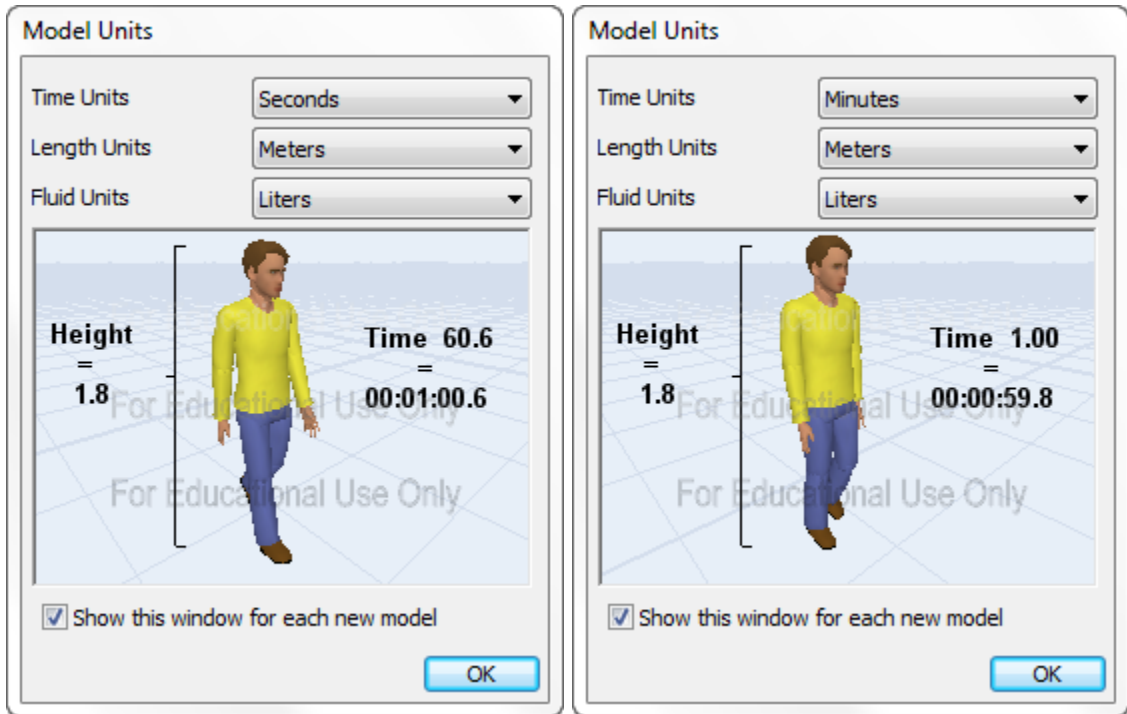 Model Units
Time Units Seconds
Length Units Meters
Fluid Units Liters
Height
=
1.8
Time 60.6
=
00:01:00.6
Educational
For Educational Use Only
For Educational Use Only
Show this window for each new model
OK
Model Units
Time Units Minutes
Length Units Meters
Fluid Units Liters
Height
=
1.8
Time 1.00
=
00:00:59.8
For Educational Use Only
For Educational Use Only
Show this window for each new model
OK